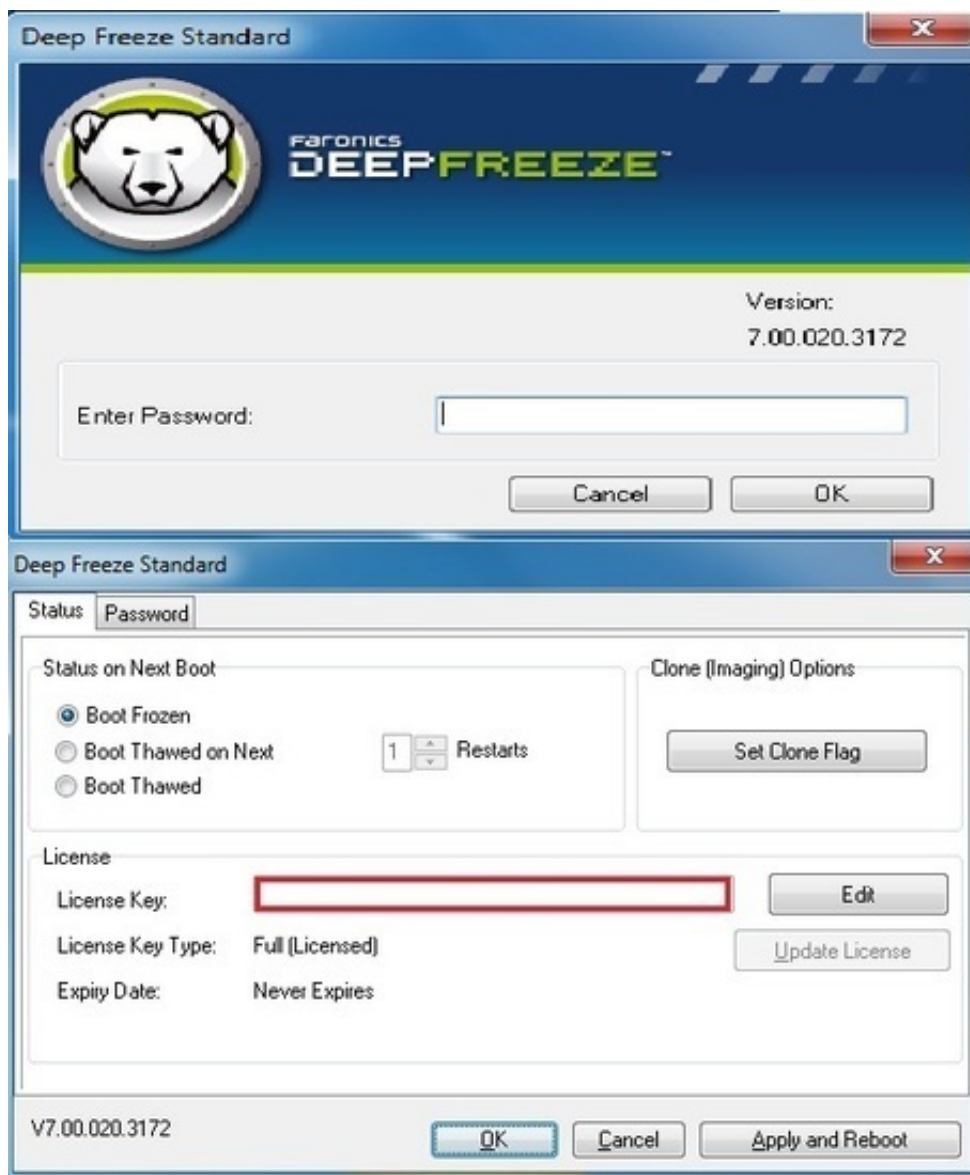 Deep Freeze Standard
Faronics
DEEPFREEZE™
Version:
7.00.020.3172
Enter Password:
Cancel
OK
Deep Freeze Standard
Status
Password
Status on Next Boot
Clone (Imaging) Options
Boot Frozen
Boot Thawed on Next 1 Restarts
Set Clone Flag
Boot Thawed
License
License Key:
Edit
License Key Type: Full (Licensed)
Update License
Expiry Date: Never Expires
V7.00.020.3172
OK
Cancel
Apply and Reboot